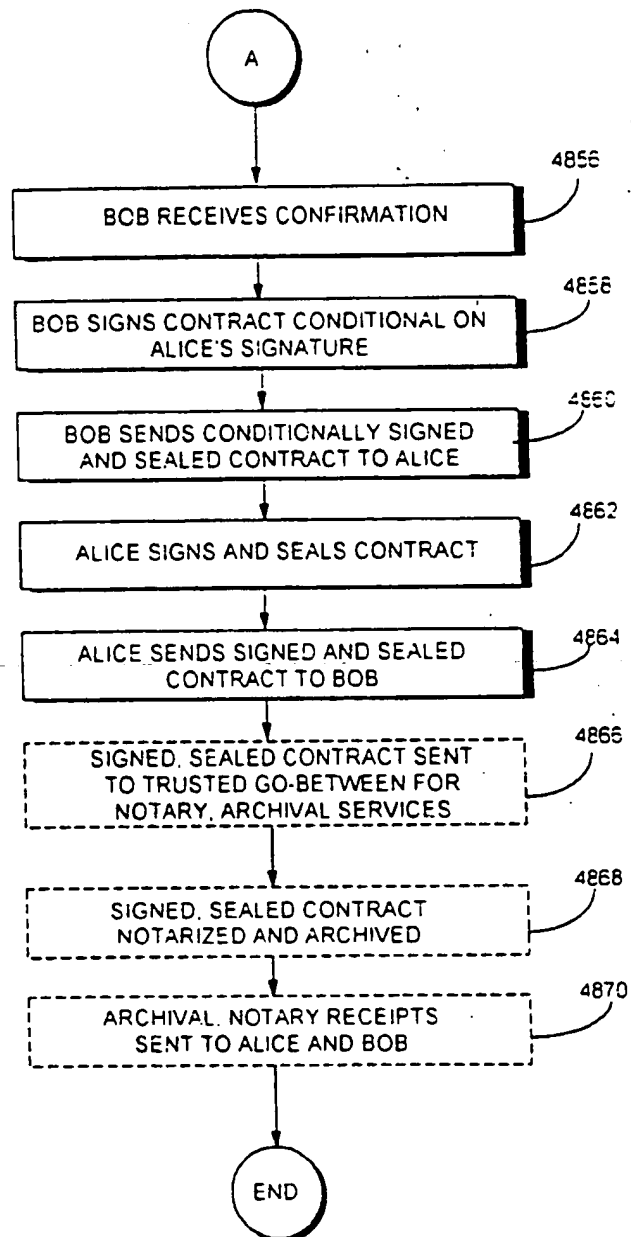 A
4856
BOB RECEIVES CONFIRMATION
4858
BOB SIGNS CONTRACT CONDITIONAL ON
ALICE'S SIGNATURE
4860
BOB SENDS CONDITIONALLY SIGNED
AND SEALED CONTRACT TO ALICE
4862
ALICE SIGNS AND SEALS CONTRACT
4864
ALICE SENDS SIGNED AND SEALED
CONTRACT TO BOB
4866
SIGNED, SEALED CONTRACT SENT
TO TRUSTED GO-BETWEEN FOR
NOTARY, ARCHIVAL SERVICES
4868
SIGNED, SEALED CONTRACT
NOTARIZED AND ARCHIVED
4870
ARCHIVAL, NOTARY RECEIPTS
SENT TO ALICE AND BOB
END